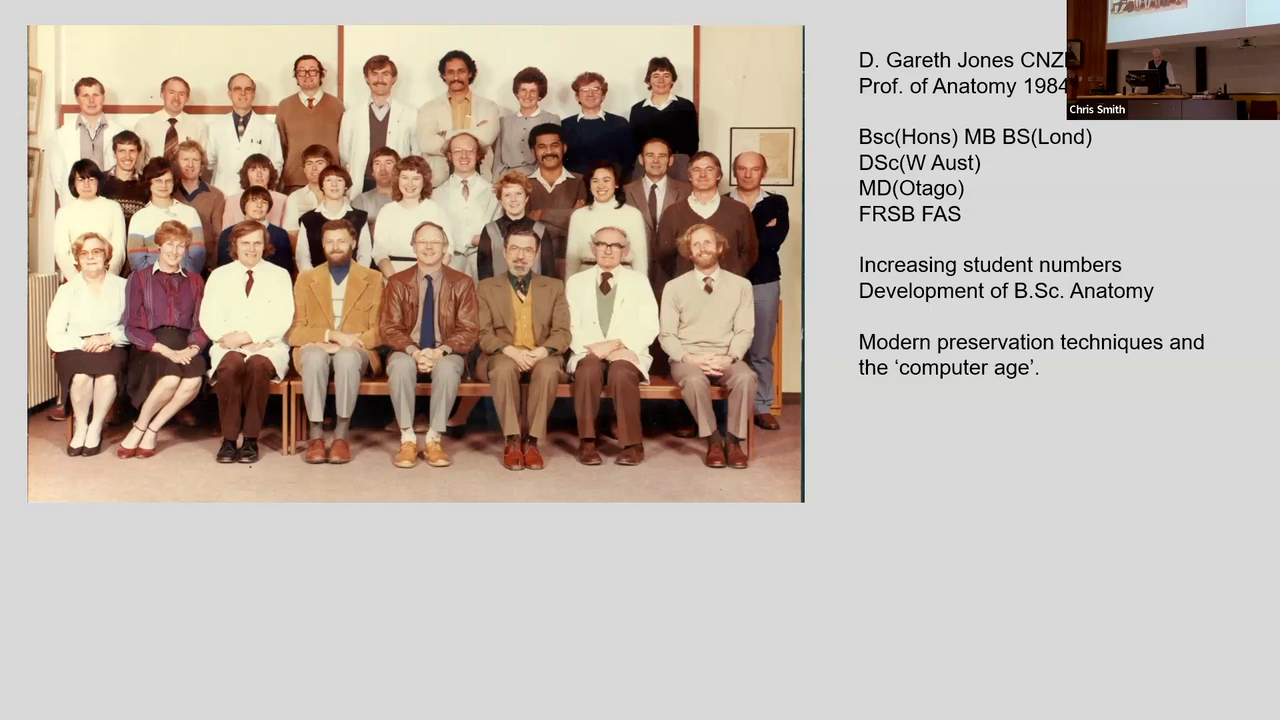 D. Gareth Jones
Prof. of Anatomy 1984
Bsc(Hons) MB BS(Lond)
DSc(W Aust)
MD(Otago)
FRSB FAS
Increasing student numbers
Development of B.Sc. Anatomy
Modern preservation techniques and
the ‘computer age’.
Chris Smith